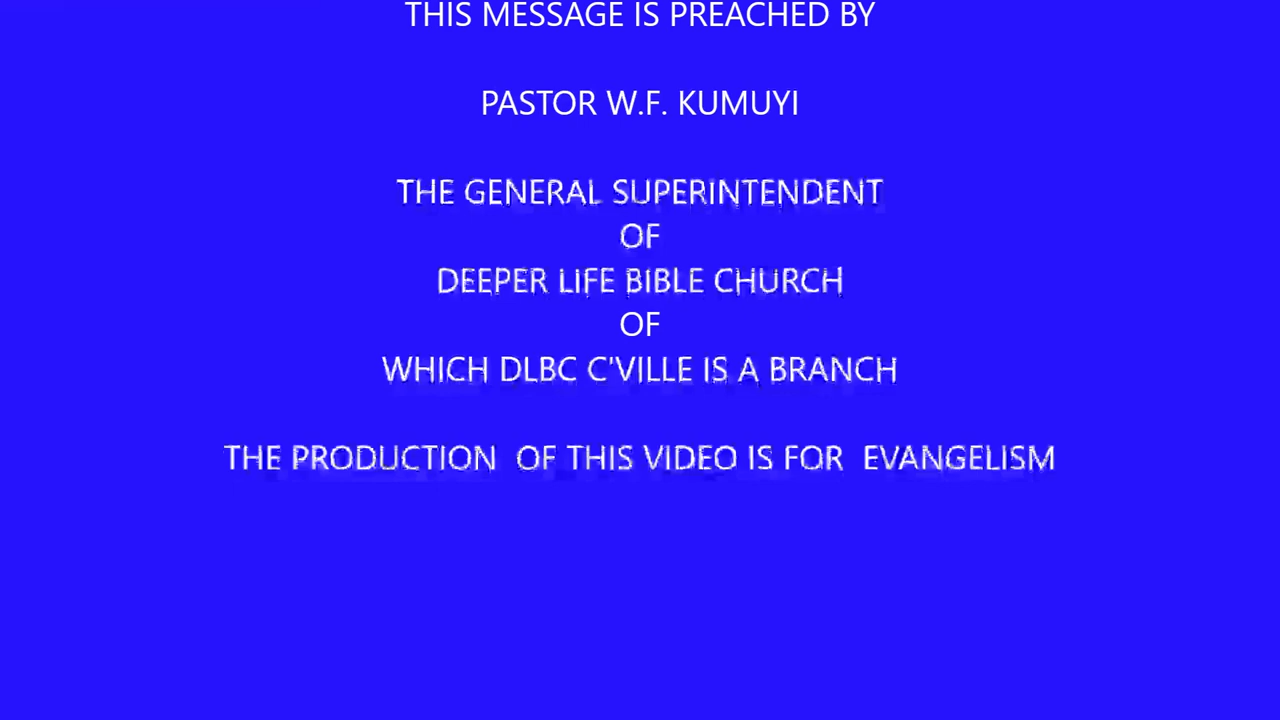 THIS MESSAGE IS PREACHED BY
PASTOR W.F. KUMUYI
THE GENERAL SUPERINTENDENT
OF
DEEPER LIFE BIBLE CHURCH
OF
WHICH DLBC C'VILLE IS A BRANCH
THE PRODUCTION OF THIS VIDEO IS FOR EVANGELISM